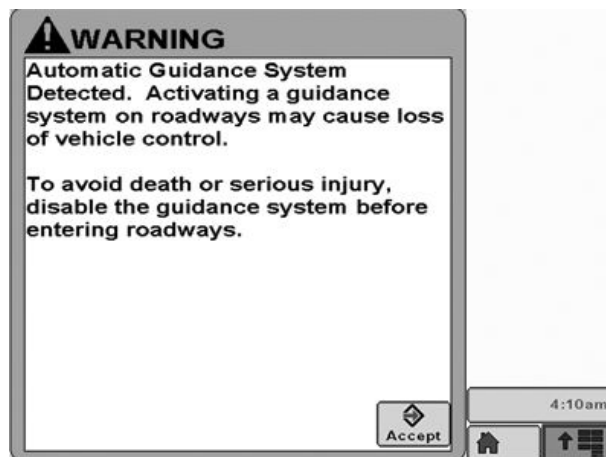 WARNING
Automatic Guidance System
Detected. Activating a guidance
system on roadways may cause loss
of vehicle control.
To avoid death or serious injury,
disable the guidance system before
entering roadways.
Accept
4:10am